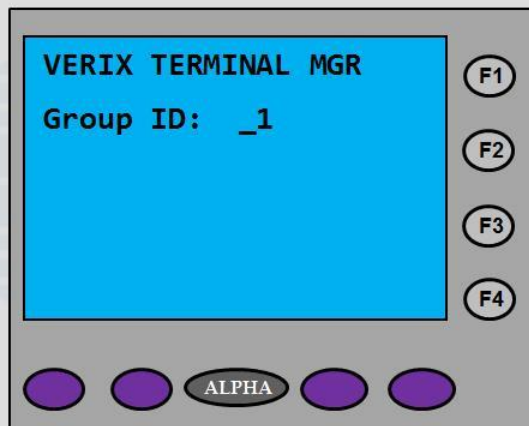 VERIX TERMINAL MGR
Group ID: _1
F1
F2
F3
F4
ALPHA